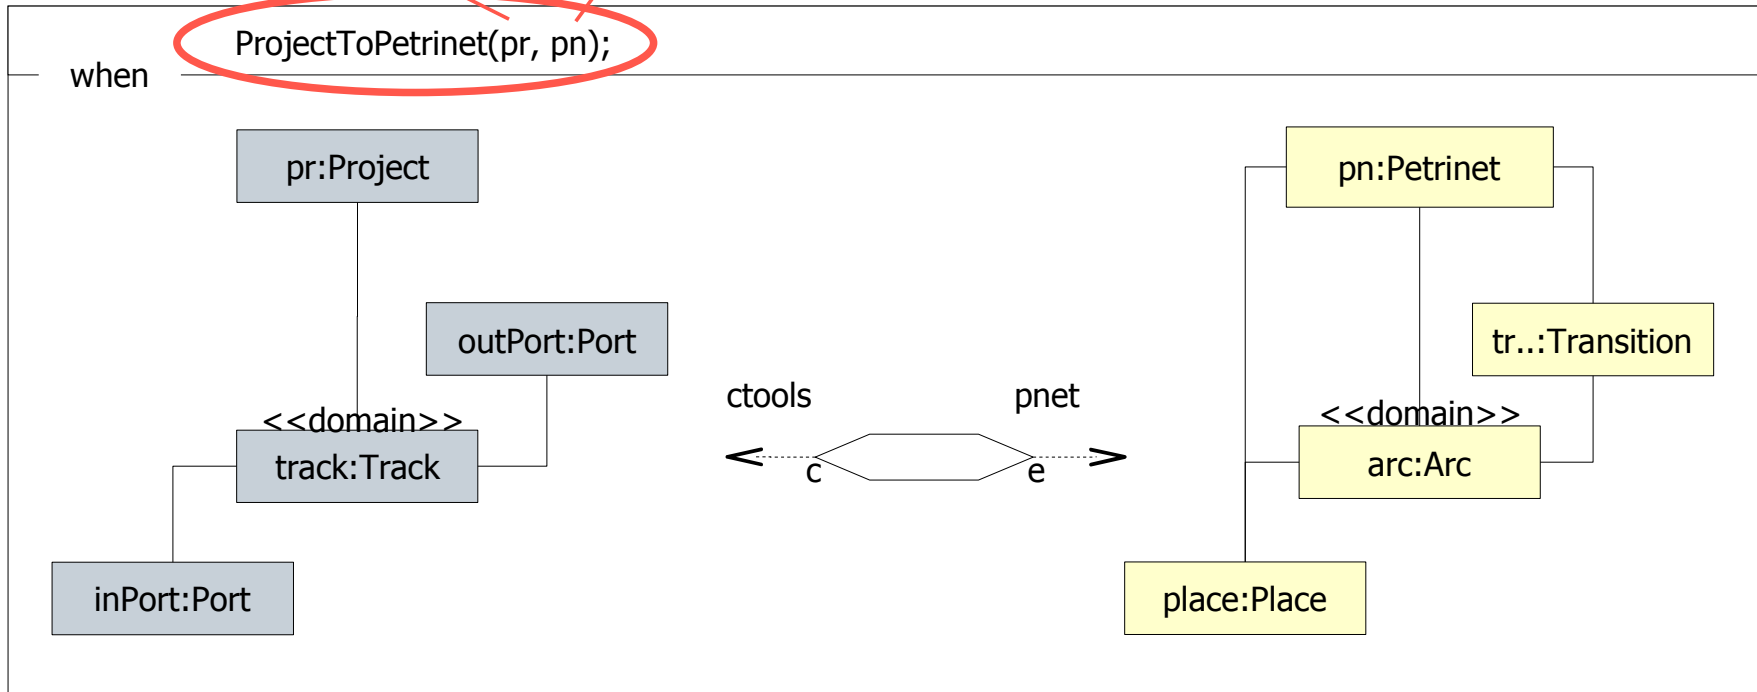 ProjectToPetrinet(pr, pn);
when
pr:Project
pn:Petrinet
outPort:Port
tr..:Transition
ctools
pnet
<<domain>>
<<domain>>
track:Track
c
e
arc:Arc
inPort:Port
place:Place